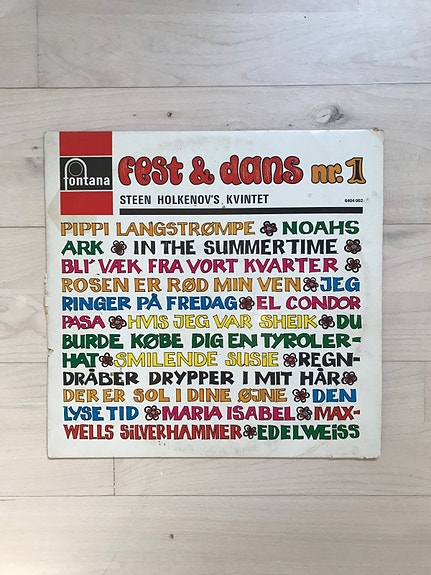 fontana
fest & dans nr. 1
STEEN HOLKENOV'S KVINTET
6404 002
PIPPI LANGSTRØMPE NOAHS
ARK IN THE SUMMERTIME
BLI' VÆK FRA VORT KVARTER
ROSEN ER RØD MIN VEN JEG
RINGER PÅ FREDAG EL CONDOR
PASA HVIS JEG VAR SHEIK DU
BURDE KØBE DIG EN TYROLER-
HAT SMILENDE SUSIE REGN-
DRÅBER DRYPPER I MIT HÅR
DER ER SOL I DINE ØJNE DEN
LYSE TID MARIA ISABEL MAX-
WELLS SILVERHAMMER EDELWEISS